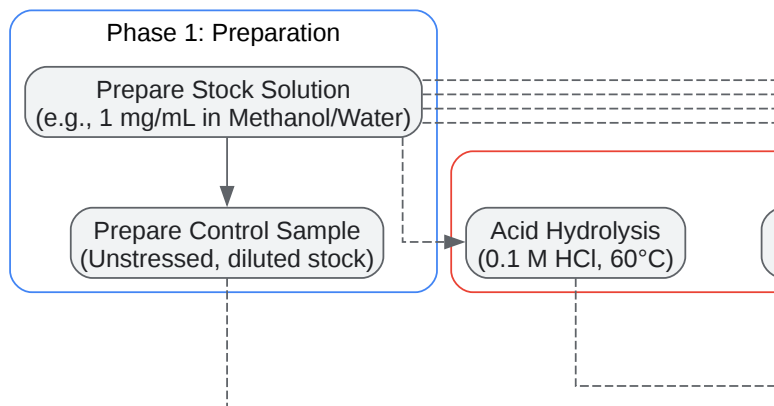 Phase 1: Preparation
Prepare Stock Solution
(e.g., 1 mg/mL in Methanol/Water)
Prepare Control Sample
(Unstressed, diluted stock)
Acid Hydrolysis
(0.1 M HCl, 60°C)